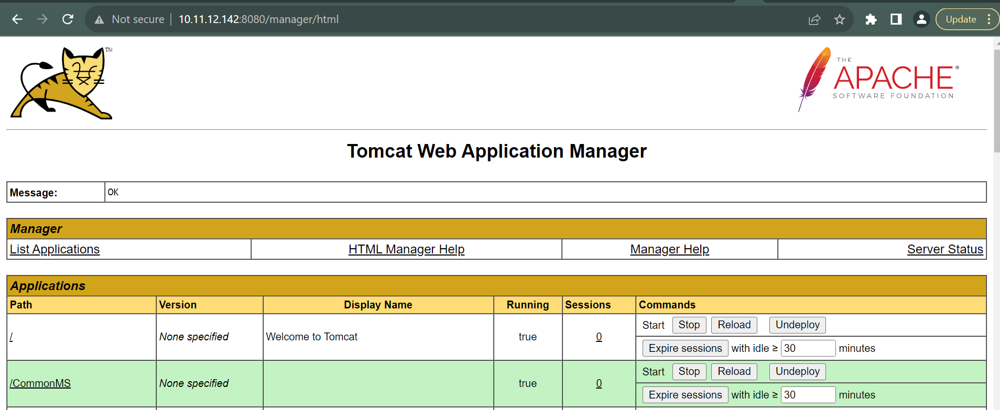 Not secure | 10.11.12.142:8080/manager/html
Update
TM
THE
APACHE®
SOFTWARE FOUNDATION
Tomcat Web Application Manager
Message: OK
Manager
List Applications HTML Manager Help Manager Help Server Status
Applications
Path Version Display Name Running Sessions Commands
/ None specified Welcome to Tomcat true 0 Start Stop Reload Undeploy
Expire sessions with idle ≥ 30 minutes
/CommonMS None specified true 0 Start Stop Reload Undeploy
Expire sessions with idle ≥ 30 minutes